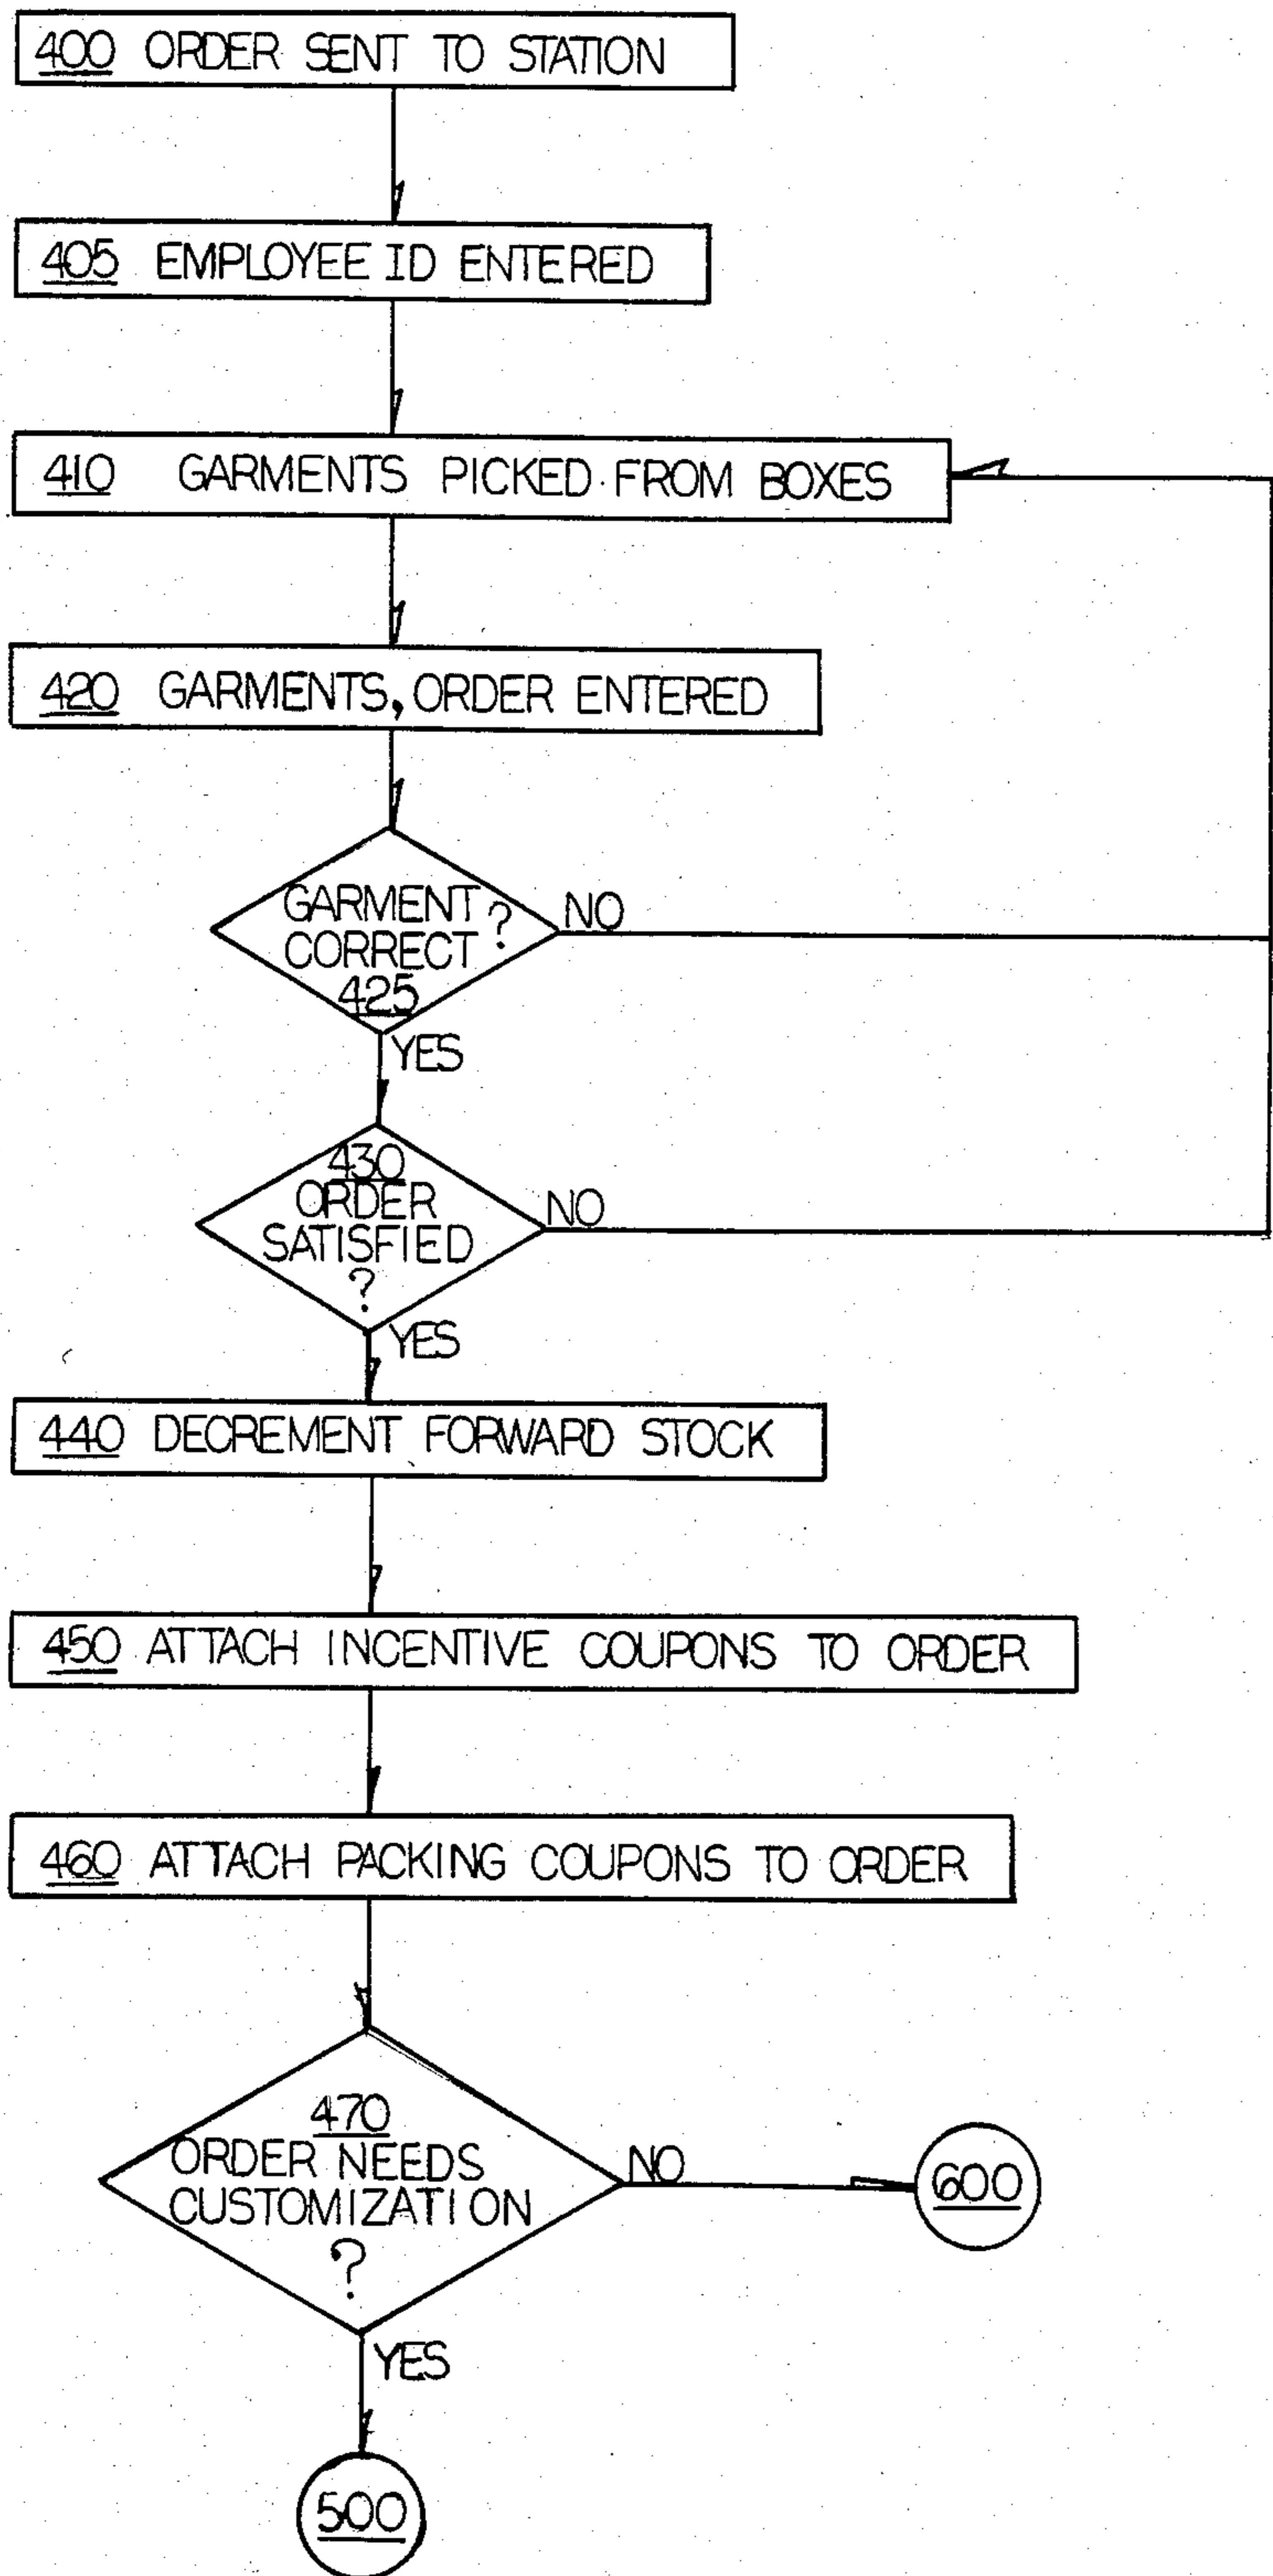 400 ORDER SENT TO STATION
405 EMPLOYEE ID ENTERED
410 GARMENTS PICKED FROM BOXES
420 GARMENTS, ORDER ENTERED
GARMENT
CORRECT ?
425
NO
YES
430
ORDER
SATISFIED
?
NO
YES
440 DECREMENT FORWARD STOCK
450 ATTACH INCENTIVE COUPONS TO ORDER
460 ATTACH PACKING COUPONS TO ORDER
470
ORDER NEEDS
CUSTOMIZATION
?
NO
600
YES
500